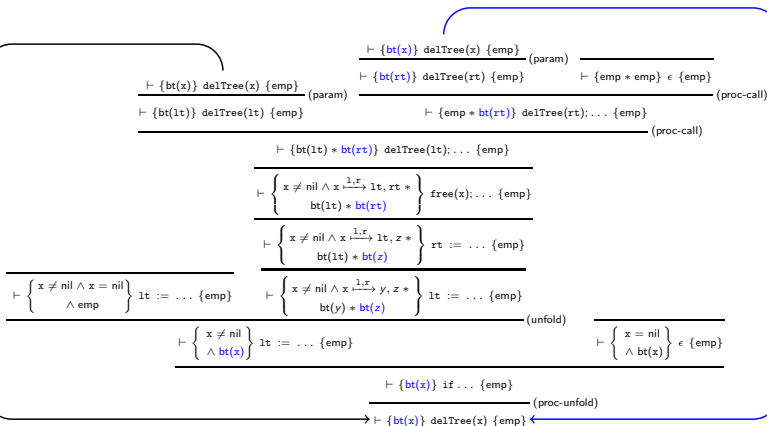 ⊢ {bt(x)} delTree(x) {emp} (param)
⊢ {bt(x)} delTree(x) {emp} (param)
⊢ {bt(rt)} delTree(rt) {emp} ⊢ {emp ∗ emp} ϵ {emp} (proc-call)
⊢ {bt(lt)} delTree(lt) {emp} ⊢ {emp ∗ bt(rt)} delTree(rt);... {emp} (proc-call)
⊢ {bt(lt) ∗ bt(rt)} delTree(lt);... {emp}
⊢ { x ≠ nil ∧ x ↦^{l,r} lt, rt ∗
bt(lt) ∗ bt(rt) } free(x);... {emp}
⊢ { x ≠ nil ∧ x ↦^{l,r} lt, z ∗
bt(lt) ∗ bt(z) } rt := ... {emp}
⊢ { x ≠ nil ∧ x = nil
∧ emp } lt := ... {emp}
⊢ { x ≠ nil ∧ x ↦^{l,r} y, z ∗
bt(y) ∗ bt(z) } lt := ... {emp} (unfold)
⊢ { x ≠ nil
∧ bt(x) } lt := ... {emp}
⊢ { x = nil
∧ bt(x) } ϵ {emp}
⊢ {bt(x)} if... {emp} (proc-unfold)
⊢ {bt(x)} delTree(x) {emp}